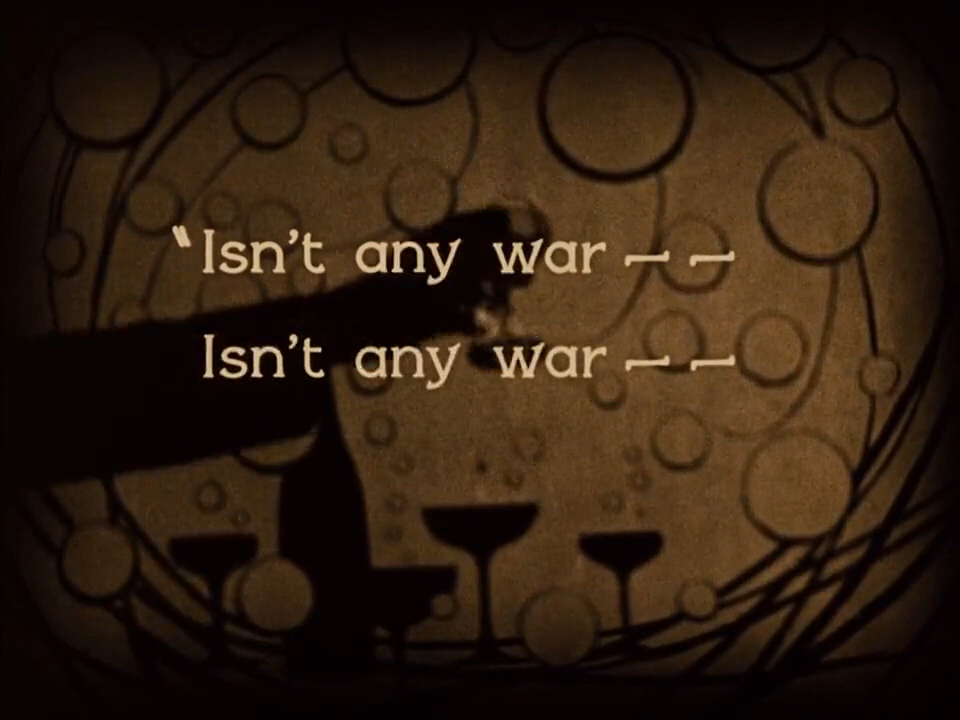 “Isn't any war — —
Isn't any war — —